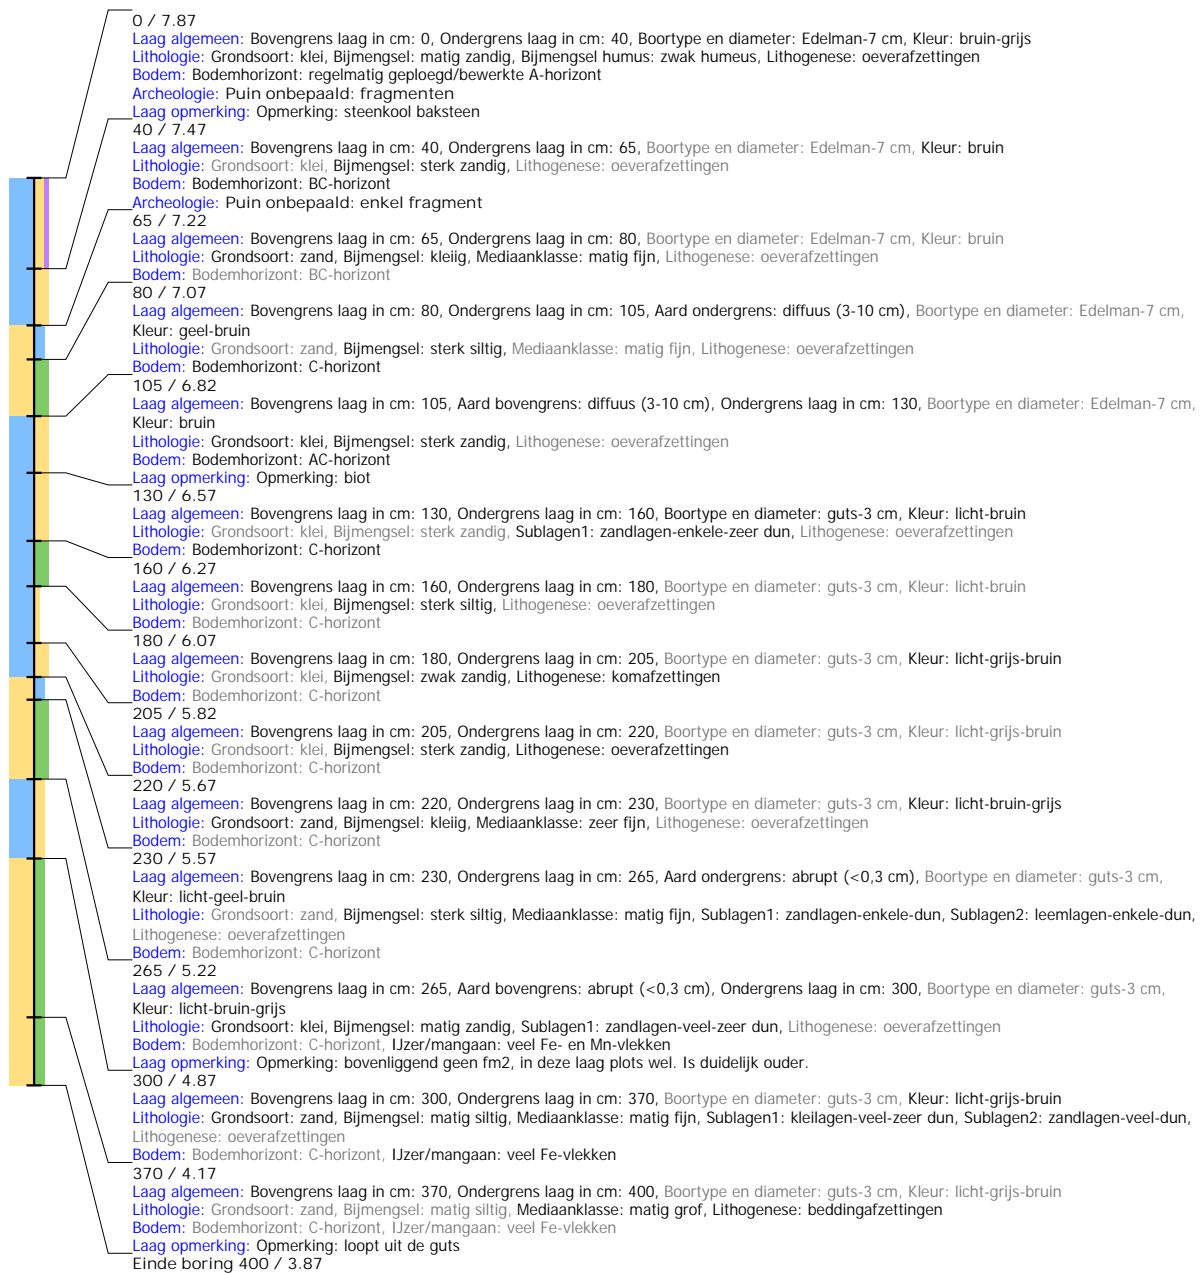 0 / 7.87
Laag algemeen: Bovengrens laag in cm: 0, Ondergrens laag in cm: 40, Boortype en diameter: Edelman-7 cm, Kleur: bruin-grijs
Lithologie: Grondsoort: klei, Bijmengsel: matig zandig, Bijmengsel humus: zwak humeus, Lithogenese: oeverafzettingen
Bodem: Bodemhorizont: regelmatig geploegd/bewerkte A-horizont
Archeologie: Puin onbepaald: fragmenten
Laag opmerking: Opmerking: steenkool baksteen
40 / 7.47
Laag algemeen: Bovengrens laag in cm: 40, Ondergrens laag in cm: 65, Boortype en diameter: Edelman-7 cm, Kleur: bruin
Lithologie: Grondsoort: klei, Bijmengsel: sterk zandig, Lithogenese: oeverafzettingen
Bodem: Bodemhorizont: BC-horizont
Archeologie: Puin onbepaald: enkel fragment
65 / 7.22
Laag algemeen: Bovengrens laag in cm: 65, Ondergrens laag in cm: 80, Boortype en diameter: Edelman-7 cm, Kleur: bruin
Lithologie: Grondsoort: zand, Bijmengsel: kleiig, Mediaanklasse: matig fijn, Lithogenese: oeverafzettingen
Bodem: Bodemhorizont: BC-horizont
80 / 7.07
Laag algemeen: Bovengrens laag in cm: 80, Ondergrens laag in cm: 105, Aard ondergrens: diffuus (3-10 cm), Boortype en diameter: Edelman-7 cm,
Kleur: geel-bruin
Lithologie: Grondsoort: zand, Bijmengsel: sterk siltig, Mediaanklasse: matig fijn, Lithogenese: oeverafzettingen
Bodem: Bodemhorizont: C-horizont
105 / 6.82
Laag algemeen: Bovengrens laag in cm: 105, Aard bovengrens: diffuus (3-10 cm), Ondergrens laag in cm: 130, Boortype en diameter: Edelman-7 cm,
Kleur: bruin
Lithologie: Grondsoort: klei, Bijmengsel: sterk zandig, Lithogenese: oeverafzettingen
Bodem: Bodemhorizont: AC-horizont
Laag opmerking: Opmerking: biot
130 / 6.57
Laag algemeen: Bovengrens laag in cm: 130, Ondergrens laag in cm: 160, Boortype en diameter: guts-3 cm, Kleur: licht-bruin
Lithologie: Grondsoort: klei, Bijmengsel: sterk zandig, Sublagen1: zandlagen-enkele-zeer dun, Lithogenese: oeverafzettingen
Bodem: Bodemhorizont: C-horizont
160 / 6.27
Laag algemeen: Bovengrens laag in cm: 160, Ondergrens laag in cm: 180, Boortype en diameter: guts-3 cm, Kleur: licht-bruin
Lithologie: Grondsoort: klei, Bijmengsel: sterk siltig, Lithogenese: oeverafzettingen
Bodem: Bodemhorizont: C-horizont
180 / 6.07
Laag algemeen: Bovengrens laag in cm: 180, Ondergrens laag in cm: 205, Boortype en diameter: guts-3 cm, Kleur: licht-grijs-bruin
Lithologie: Grondsoort: klei, Bijmengsel: zwak zandig, Lithogenese: komafzettingen
Bodem: Bodemhorizont: C-horizont
205 / 5.82
Laag algemeen: Bovengrens laag in cm: 205, Ondergrens laag in cm: 220, Boortype en diameter: guts-3 cm, Kleur: licht-grijs-bruin
Lithologie: Grondsoort: klei, Bijmengsel: sterk zandig, Lithogenese: oeverafzettingen
Bodem: Bodemhorizont: C-horizont
220 / 5.67
Laag algemeen: Bovengrens laag in cm: 220, Ondergrens laag in cm: 230, Boortype en diameter: guts-3 cm, Kleur: licht-bruin-grijs
Lithologie: Grondsoort: zand, Bijmengsel: kleiig, Mediaanklasse: zeer fijn, Lithogenese: oeverafzettingen
Bodem: Bodemhorizont: C-horizont
230 / 5.57
Laag algemeen: Bovengrens laag in cm: 230, Ondergrens laag in cm: 265, Aard ondergrens: abrupt (<0,3 cm), Boortype en diameter: guts-3 cm,
Kleur: licht-geel-bruin
Lithologie: Grondsoort: zand, Bijmengsel: sterk siltig, Mediaanklasse: matig fijn, Sublagen1: zandlagen-enkele-dun, Sublagen2: leemlagen-enkele-dun,
Lithogenese: oeverafzettingen
Bodem: Bodemhorizont: C-horizont
265 / 5.22
Laag algemeen: Bovengrens laag in cm: 265, Aard bovengrens: abrupt (<0,3 cm), Ondergrens laag in cm: 300, Boortype en diameter: guts-3 cm,
Kleur: licht-bruin-grijs
Lithologie: Grondsoort: klei, Bijmengsel: matig zandig, Sublagen1: zandlagen-veel-zeer dun, Lithogenese: oeverafzettingen
Bodem: Bodemhorizont: C-horizont, IJzer/mangaan: veel Fe- en Mn-vlekken
Laag opmerking: Opmerking: bovenliggend geen fm2, in deze laag plots wel. Is duidelijk ouder.
300 / 4.87
Laag algemeen: Bovengrens laag in cm: 300, Ondergrens laag in cm: 370, Boortype en diameter: guts-3 cm, Kleur: licht-grijs-bruin
Lithologie: Grondsoort: zand, Bijmengsel: matig siltig, Mediaanklasse: matig fijn, Sublagen1: kleilagen-veel-zeer dun, Sublagen2: zandlagen-veel-dun,
Lithogenese: oeverafzettingen
Bodem: Bodemhorizont: C-horizont, IJzer/mangaan: veel Fe-vlekken
370 / 4.17
Laag algemeen: Bovengrens laag in cm: 370, Ondergrens laag in cm: 400, Boortype en diameter: guts-3 cm, Kleur: licht-grijs-bruin
Lithologie: Grondsoort: zand, Bijmengsel: matig siltig, Mediaanklasse: matig grof, Lithogenese: beddingafzettingen
Bodem: Bodemhorizont: C-horizont, IJzer/mangaan: veel Fe-vlekken
Laag opmerking: Opmerking: loopt uit de guts
Einde boring 400 / 3.87